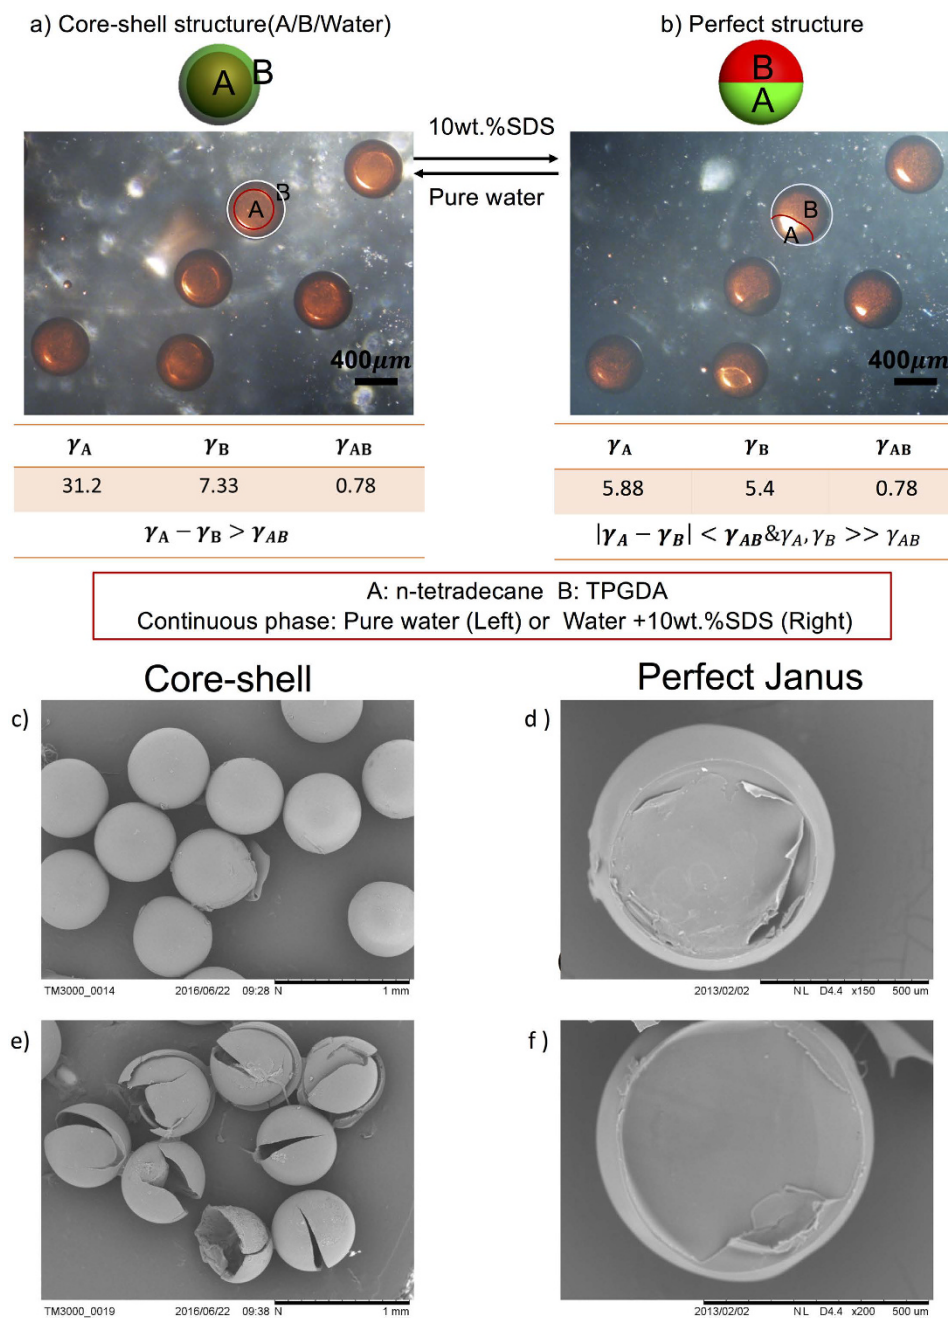 a) Core-shell structure(A/B/Water)
b) Perfect structure
A
B
B
A
10wt.%SDS
Pure water
A
B
B
A
400μm
400μm
γA γB γAB
31.2 7.33 0.78
γA − γB > γAB
γA γB γAB
5.88 5.4 0.78
|γA − γB| < γAB&γA, γB >> γAB
A: n-tetradecane B: TPGDA
Continuous phase: Pure water (Left) or Water +10wt.%SDS (Right)
Core-shell
Perfect Janus
c)
TM3000_0014 2016/06/22 09:28 N 1 mm
d )
2013/02/02 NL D4.4 x150 500 um
e)
TM3000_0019 2016/06/22 09:38 N 1 mm
f )
2013/02/02 NL D4.4 x200 500 um